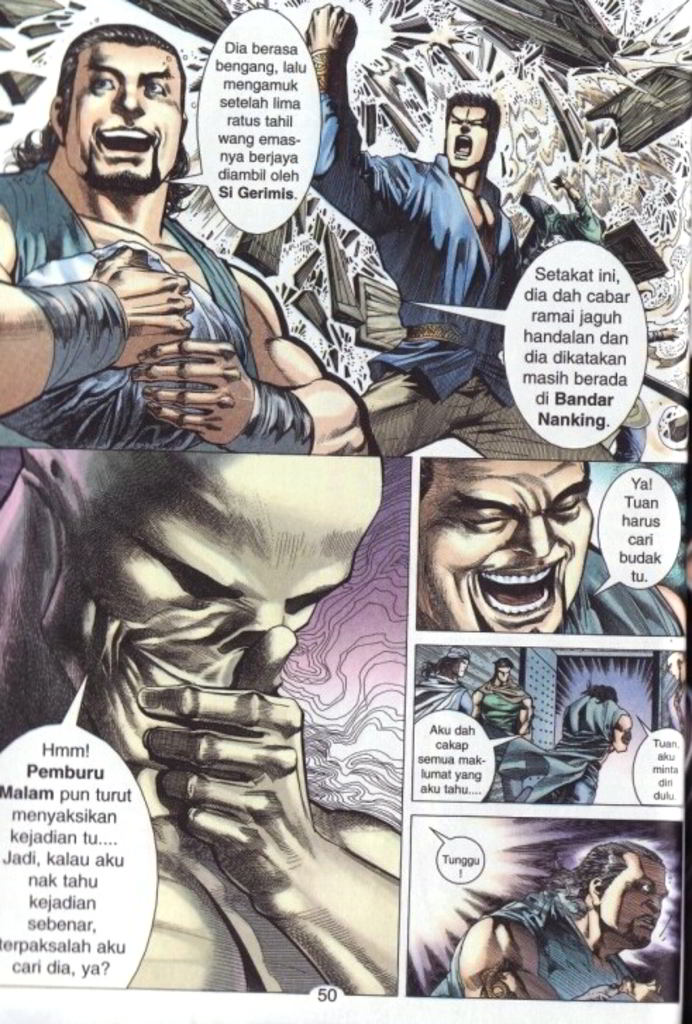 Dia berasa
bengang, lalu
mengamuk
setelah lima
ratus tahil
wang emas-
nya berjaya
diambil oleh
Si Gerimis.
Setakat ini,
dia dah cabar
ramai jaguh
handalan dan
dia dikatakan
masih berada
di Bandar
Nanking.
Hmm!
Pemburu
Malam pun turut
menyaksikan
kejadian tu....
Jadi, kalau aku
nak tahu
kejadian
sebenar,
terpaksalah aku
cari dia, ya?
Ya!
Tuan
harus
cari
budak
tu.
Aku dah
cakap
semua mak-
lumat yang
aku tahu....
Tuan,
aku
minta
diri
dulu.
Tunggu
!
50